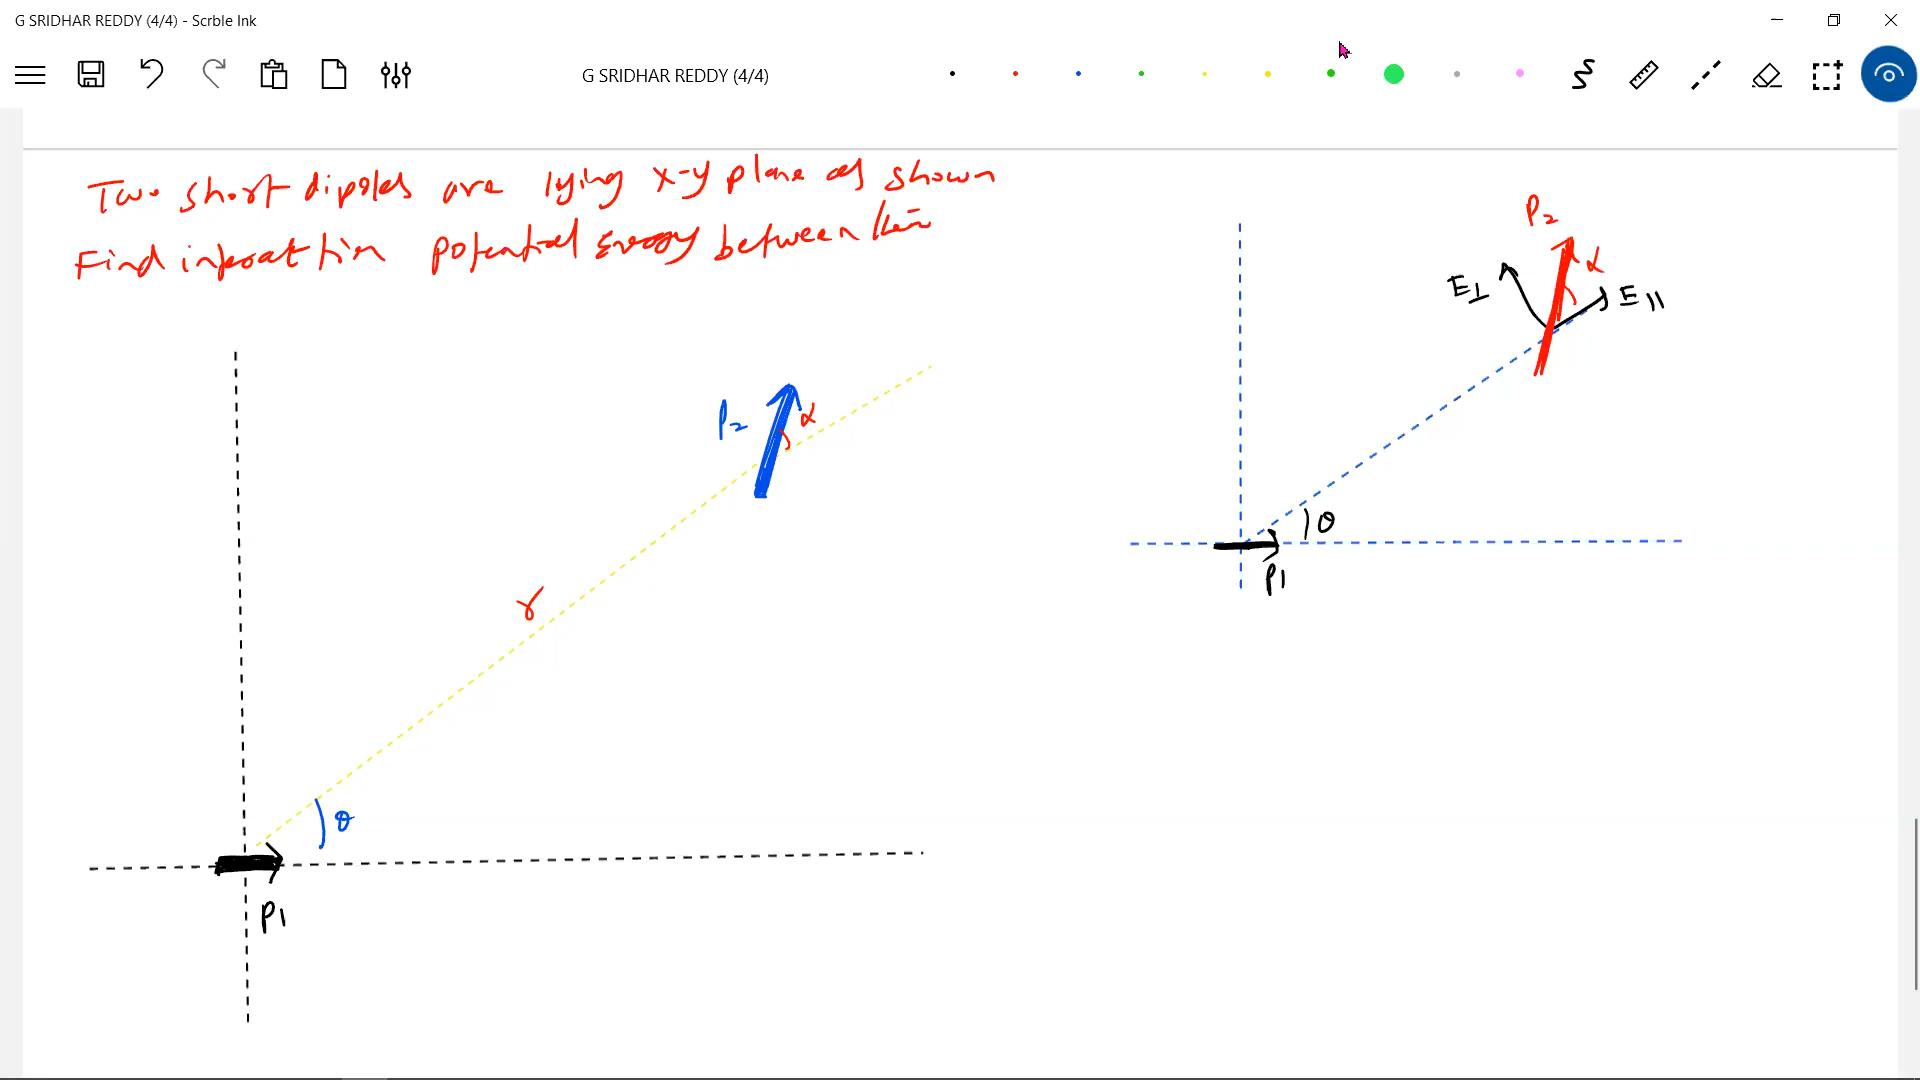 G SRIDHAR REDDY (4/4) - Scrble Ink
G SRIDHAR REDDY (4/4)
Two short dipoles are lying x-y plane as shown
Find interaction potential Energy between them
P2
α
E⊥
E||
θ
P1
P2
α
r
θ
P1